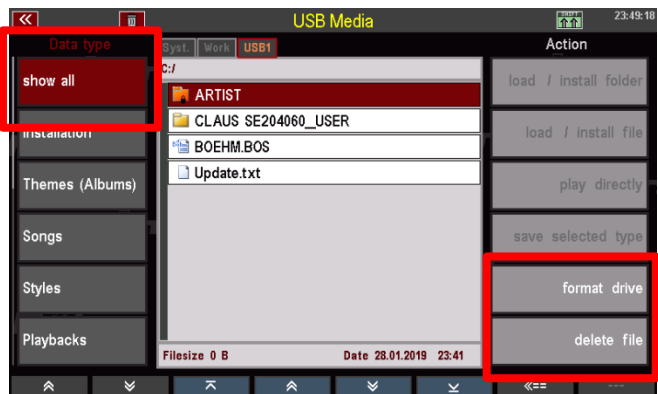 USB Media
23:49:18
Data type
Syst. Work USB1
Action
C:/
show all
ARTIST
CLAUS SE204060__USER
BOEHM.BOS
Update.txt
Installation
Themes (Albums)
Songs
Styles
Playbacks
load / install folder
load / install file
play directly
save selected type
format drive
delete file
Filesize 0 B
Date 28.01.2019 23:41
«==
---